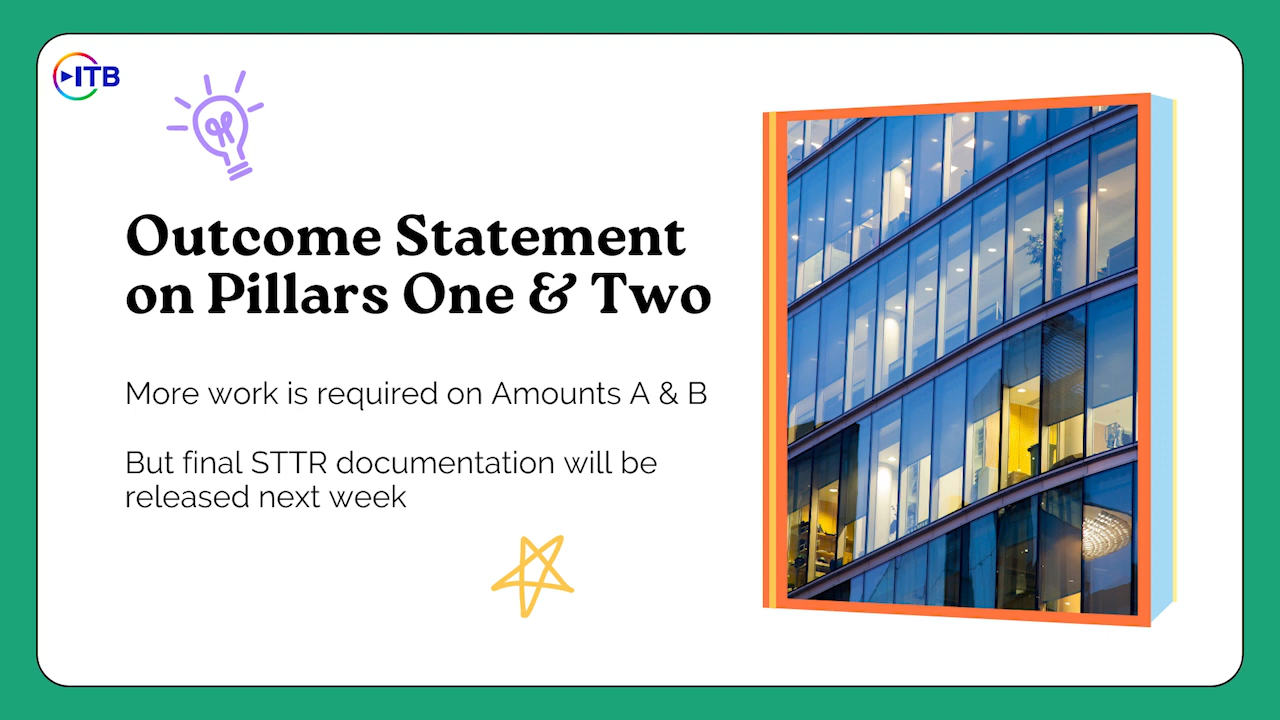 ITB
Outcome Statement
on Pillars One & Two
More work is required on Amounts A & B
But final STTR documentation will be
released next week